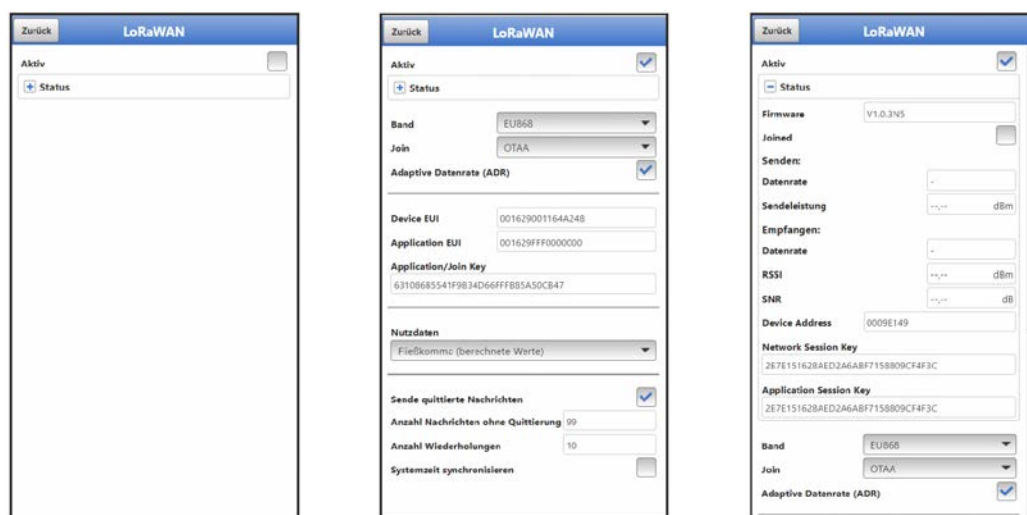 Zurück LoRaWAN
Aktiv
Status
Zurück LoRaWAN
Aktiv
Status
Band EU868
Join OTAA
Adaptive Datenrate (ADR)
Device EUI 001629001164A248
Application EUI 001629FFF0000000
Application/Join Key
63108685541F9B34D66FFFB85A50CB47
Nutzdaten
Fließkomma (berechnete Werte)
Sende quittierte Nachrichten
Anzahl Nachrichten ohne Quittierung 99
Anzahl Wiederholungen 10
Systemzeit synchronisieren
Zurück LoRaWAN
Aktiv
Status
Firmware V1.0.3N5
Joined
Senden:
Datenrate -
Sendeleistung --,-- dBm
Empfangen:
Datenrate -
RSSI --,-- dBm
SNR --,-- dB
Device Address 0009E149
Network Session Key
2E7E151628AED2A6ABF7158809CF4F3C
Application Session Key
2E7E151628AED2A6ABF7158809CF4F3C
Band EU868
Join OTAA
Adaptive Datenrate (ADR)